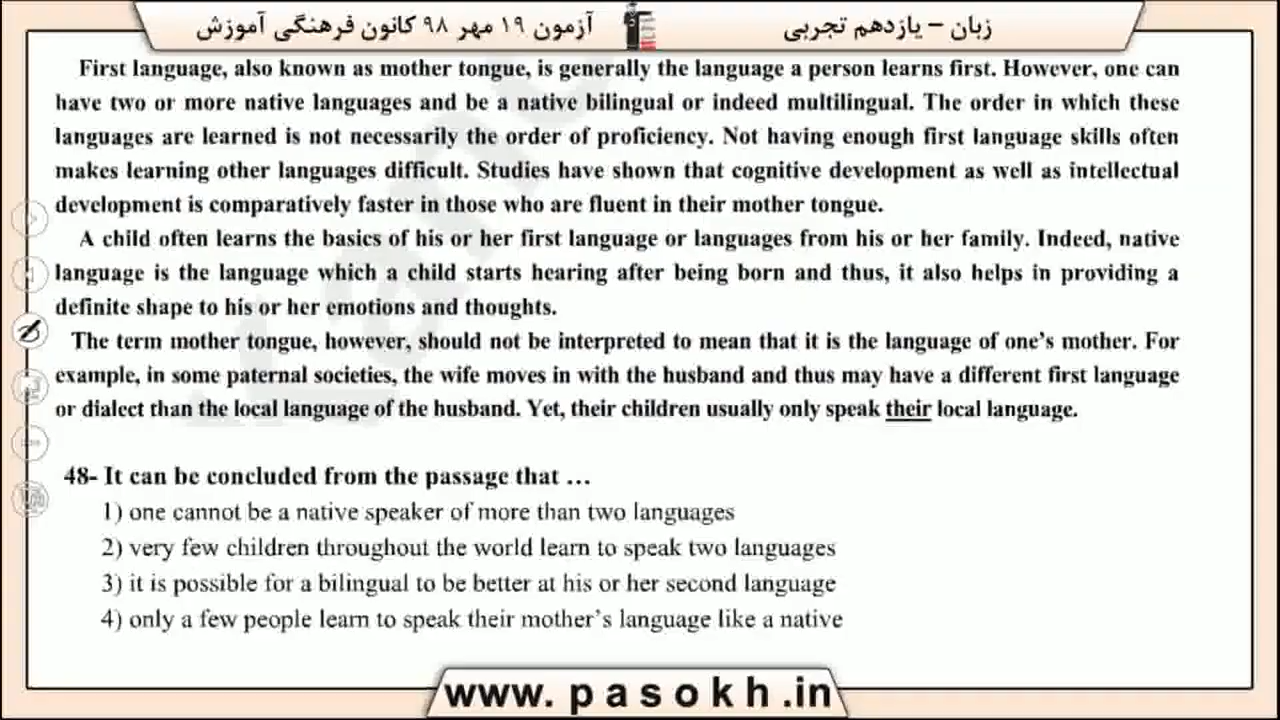 زبان – یازدهم تجربی
آزمون ۱۹ مهر ۹۸ کانون فرهنگی آموزش
First language, also known as mother tongue, is generally the language a person learns first. However, one can
have two or more native languages and be a native bilingual or indeed multilingual. The order in which these
languages are learned is not necessarily the order of proficiency. Not having enough first language skills often
makes learning other languages difficult. Studies have shown that cognitive development as well as intellectual
development is comparatively faster in those who are fluent in their mother tongue.
A child often learns the basics of his or her first language or languages from his or her family. Indeed, native
language is the language which a child starts hearing after being born and thus, it also helps in providing a
definite shape to his or her emotions and thoughts.
The term mother tongue, however, should not be interpreted to mean that it is the language of one's mother. For
example, in some paternal societies, the wife moves in with the husband and thus may have a different first language
or dialect than the local language of the husband. Yet, their children usually only speak their local language.
48- It can be concluded from the passage that …
1) one cannot be a native speaker of more than two languages
2) very few children throughout the world learn to speak two languages
3) it is possible for a bilingual to be better at his or her second language
4) only a few people learn to speak their mother's language like a native
www. p a s o k h .in